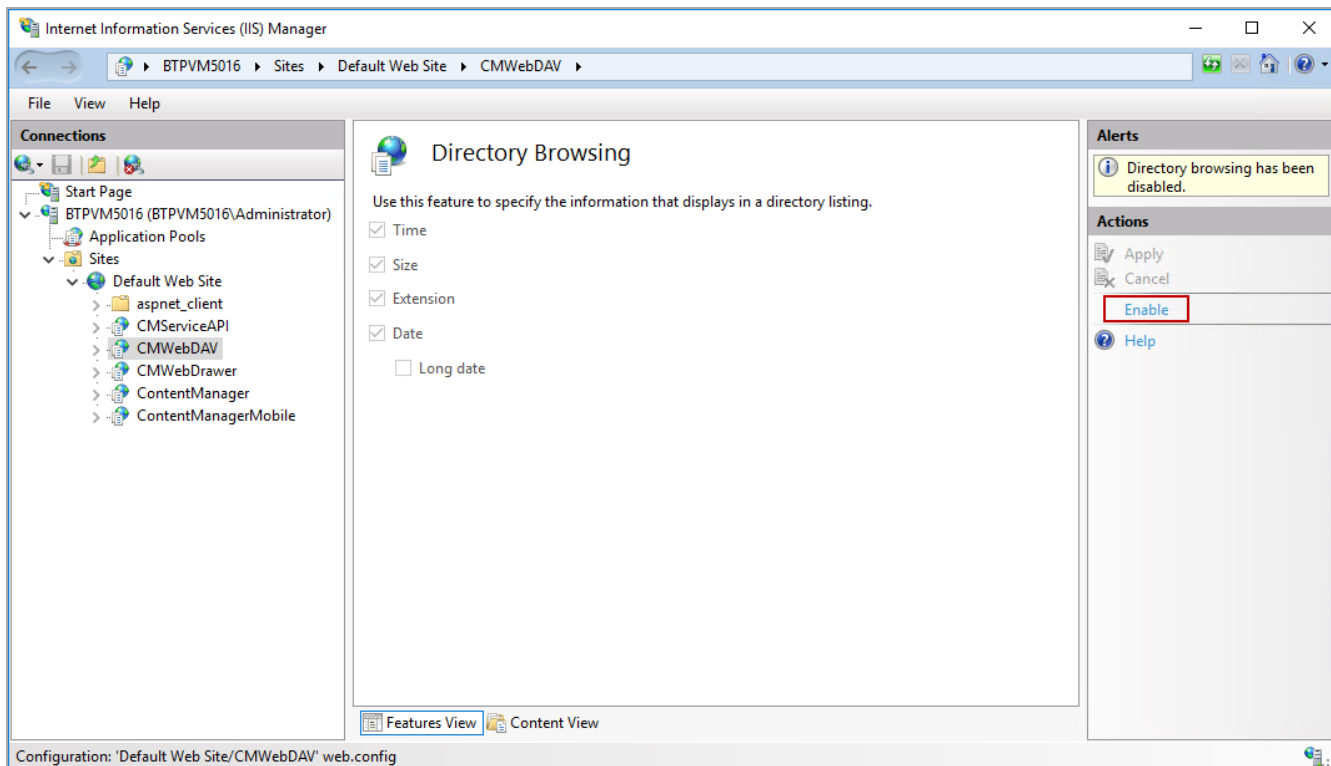 Internet Information Services (IIS) Manager
BTPVM5016 Sites Default Web Site CMWebDAV
File View Help
Connections
Start Page
BTPVM5016 (BTPVM5016\Administrator)
Application Pools
Sites
Default Web Site
aspnet_client
CMServiceAPI
CMWebDAV
CMWebDrawer
ContentManager
ContentManagerMobile
Directory Browsing
Use this feature to specify the information that displays in a directory listing.
Time
Size
Extension
Date
Long date
Features View Content View
Alerts
Directory browsing has been
disabled.
Actions
Apply
Cancel
Enable
Help
Configuration: 'Default Web Site/CMWebDAV' web.config